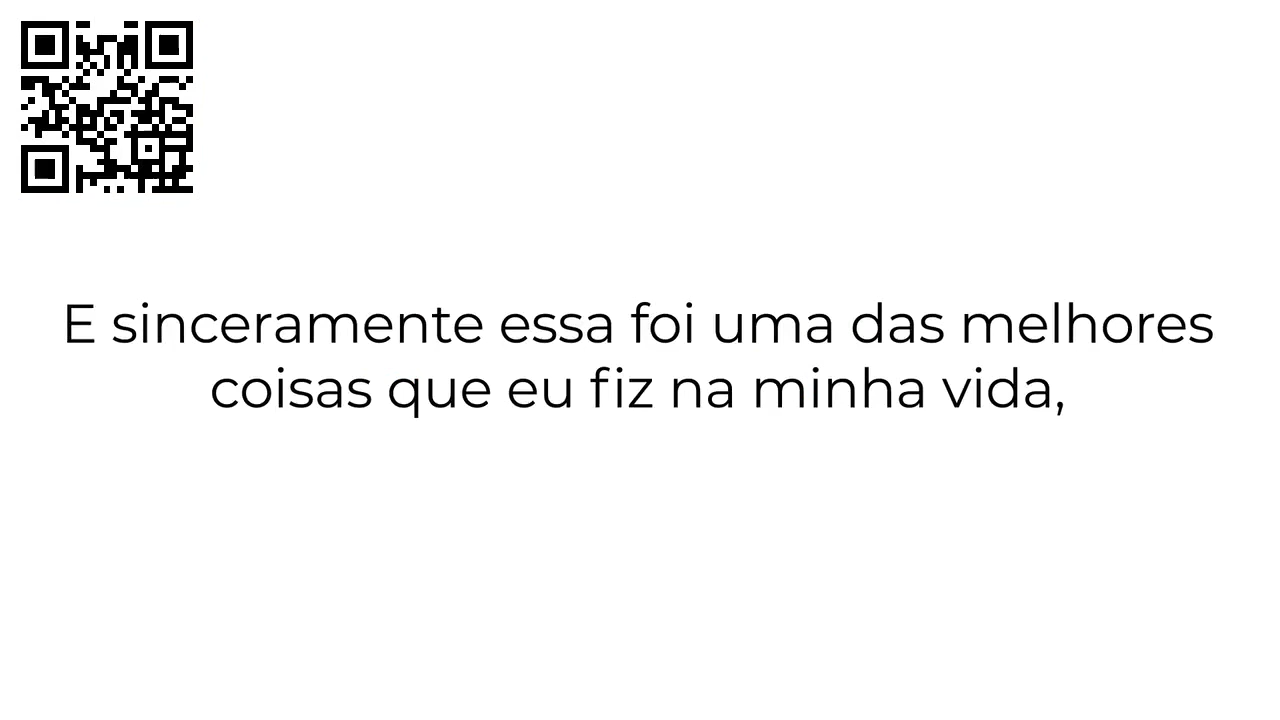 E sinceramente essa foi uma das melhores
coisas que eu fiz na minha vida,